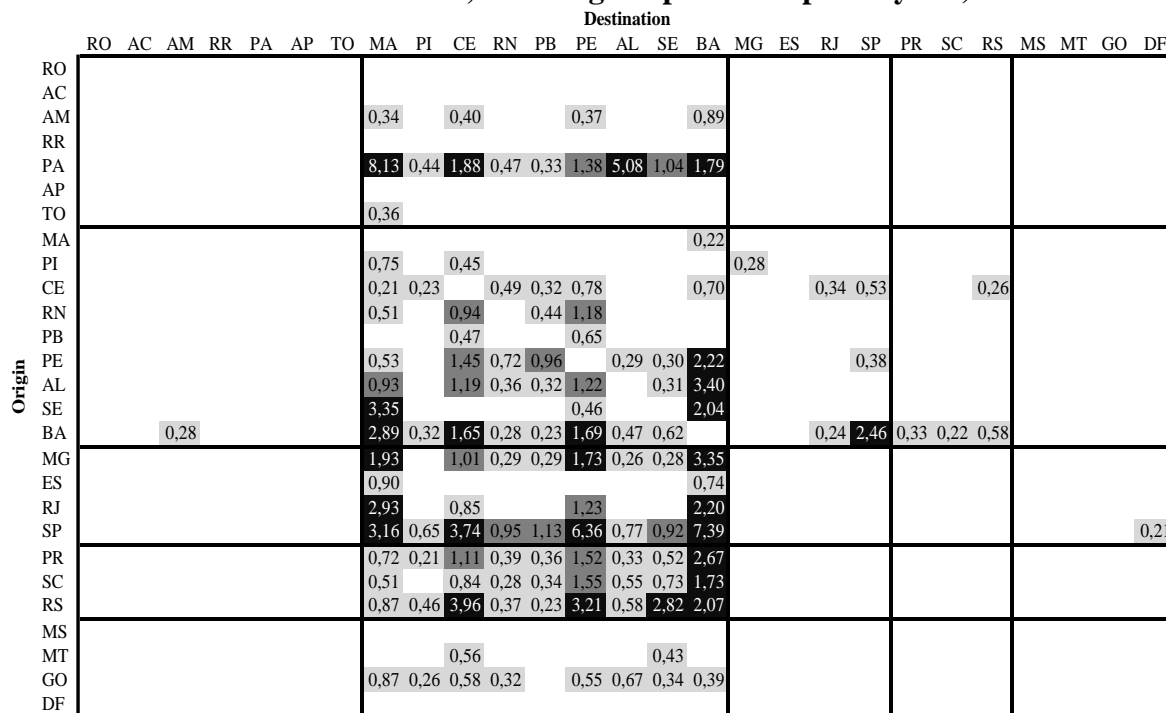 Destination
RO AC AM RR PA AP TO MA PI CE RN PB PE AL SE BA MG ES RJ SP PR SC RS MS MT GO DF
Origin
RO
AC
AM 0,34 0,40 0,37 0,89
RR
PA 8,13 0,44 1,88 0,47 0,33 1,38 5,08 1,04 1,79
AP
TO 0,36
MA 0,22
PI 0,75 0,45 0,28
CE 0,21 0,23 0,49 0,32 0,78 0,70 0,34 0,53 0,26
RN 0,51 0,94 0,44 1,18
PB 0,47 0,65
PE 0,53 1,45 0,72 0,96 0,29 0,30 2,22 0,38
AL 0,93 1,19 0,36 0,32 1,22 0,31 3,40
SE 3,35 0,46 2,04
BA 0,28 2,89 0,32 1,65 0,28 0,23 1,69 0,47 0,62 0,24 2,46 0,33 0,22 0,58
MG 1,93 1,01 0,29 0,29 1,73 0,26 0,28 3,35
ES 0,90 0,74
RJ 2,93 0,85 1,23 2,20
SP 3,16 0,65 3,74 0,95 1,13 6,36 0,77 0,92 7,39 0,21
PR 0,72 0,21 1,11 0,39 0,36 1,52 0,33 0,52 2,67
SC 0,51 0,84 0,28 0,34 1,55 0,55 0,73 1,73
RS 0,87 0,46 3,96 0,37 0,23 3,21 0,58 2,82 2,07
MS
MT 0,56 0,43
GO 0,87 0,26 0,58 0,32 0,55 0,67 0,34 0,39
DF